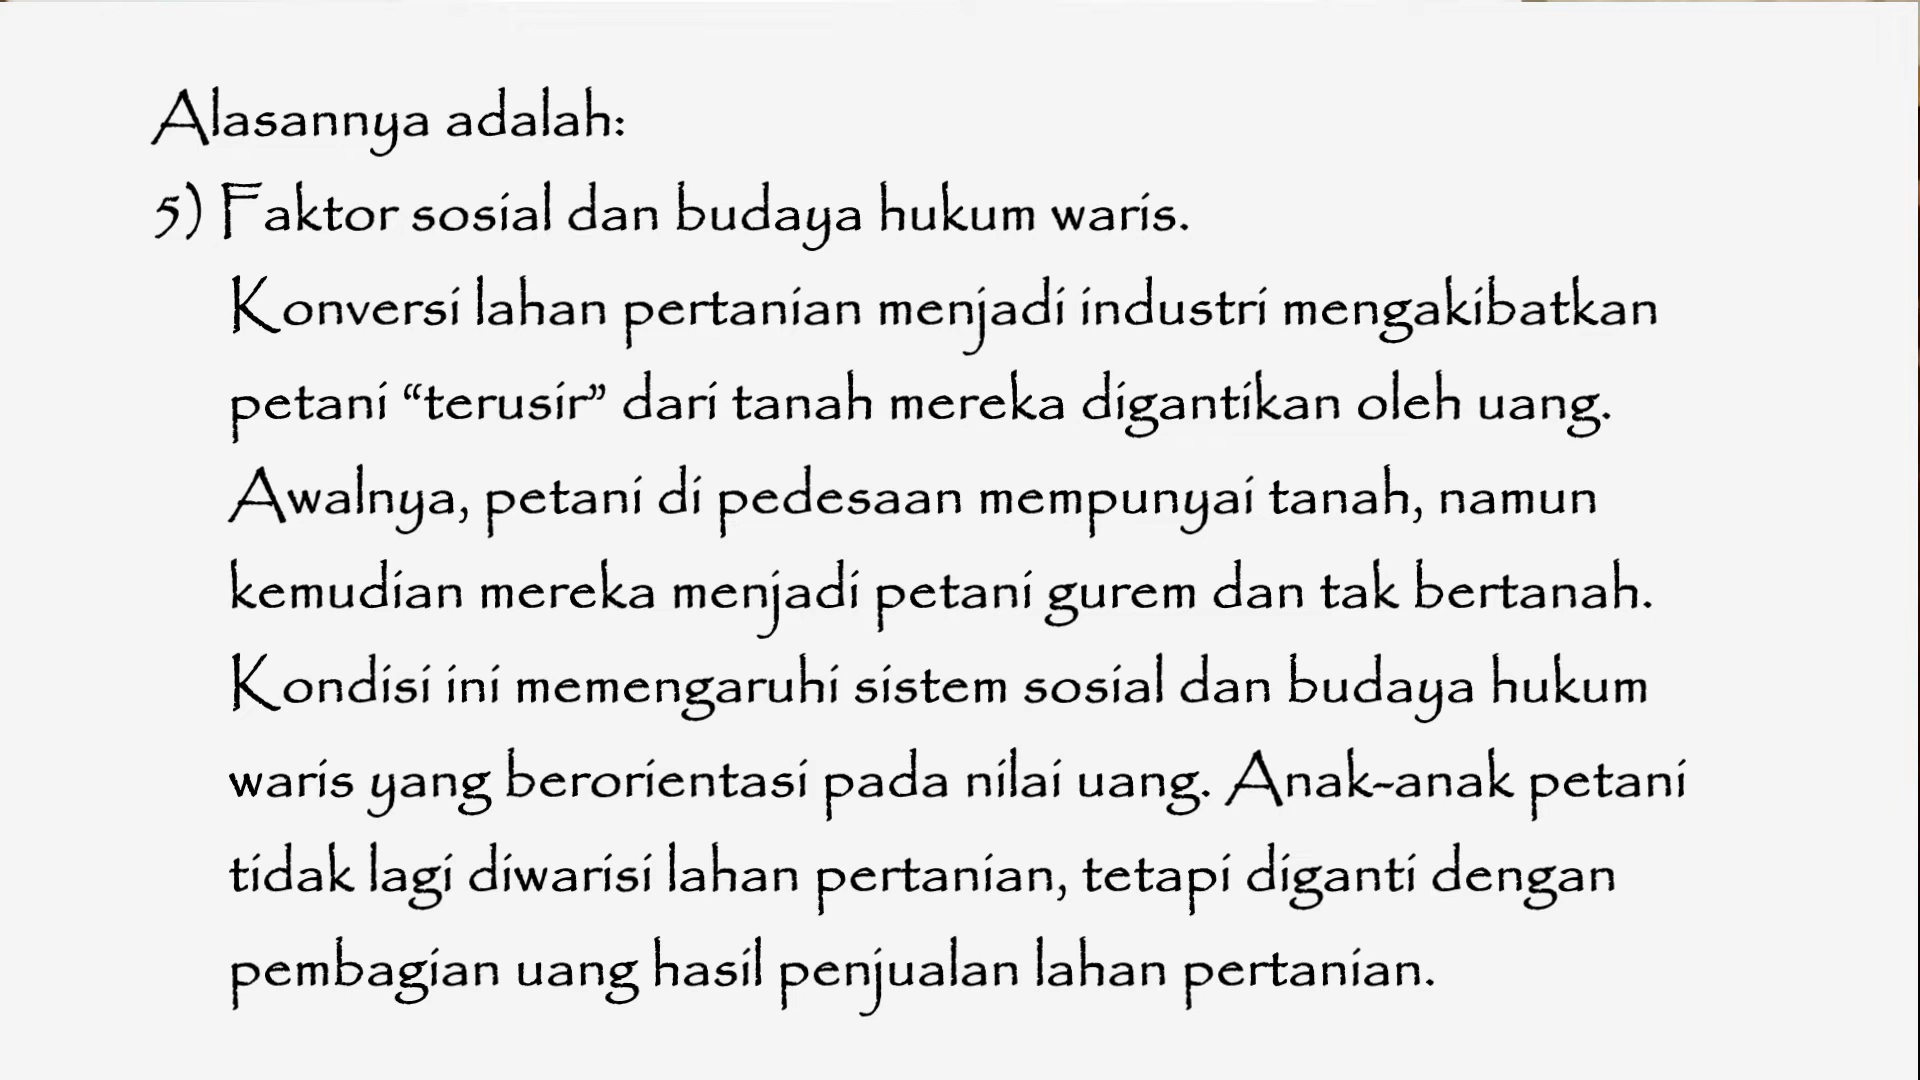 Alasannya adalah:
5) Faktor sosial dan budaya hukum waris.
Konversi lahan pertanian menjadi industri mengakibatkan
petani “terusir” dari tanah mereka digantikan oleh uang.
Awalnya, petani di pedesaan mempunyai tanah, namun
kemudian mereka menjadi petani gurem dan tak bertanah.
Kondisi ini memengaruhi sistem sosial dan budaya hukum
waris yang berorientasi pada nilai uang. Anak-anak petani
tidak lagi diwarisi lahan pertanian, tetapi diganti dengan
pembagian uang hasil penjualan lahan pertanian.